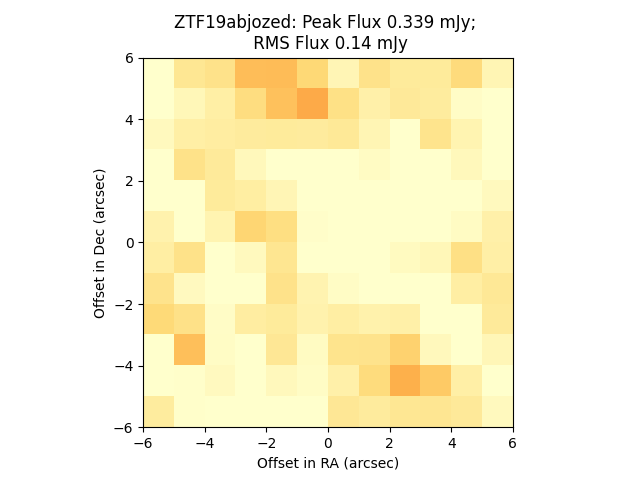 ZTF19abjozed: Peak Flux 0.339 mJy;
RMS Flux 0.14 mJy
6
4
2
0
−2
−4
−6
Offset in Dec (arcsec)
−6 −4 −2 0 2 4 6
Offset in RA (arcsec)